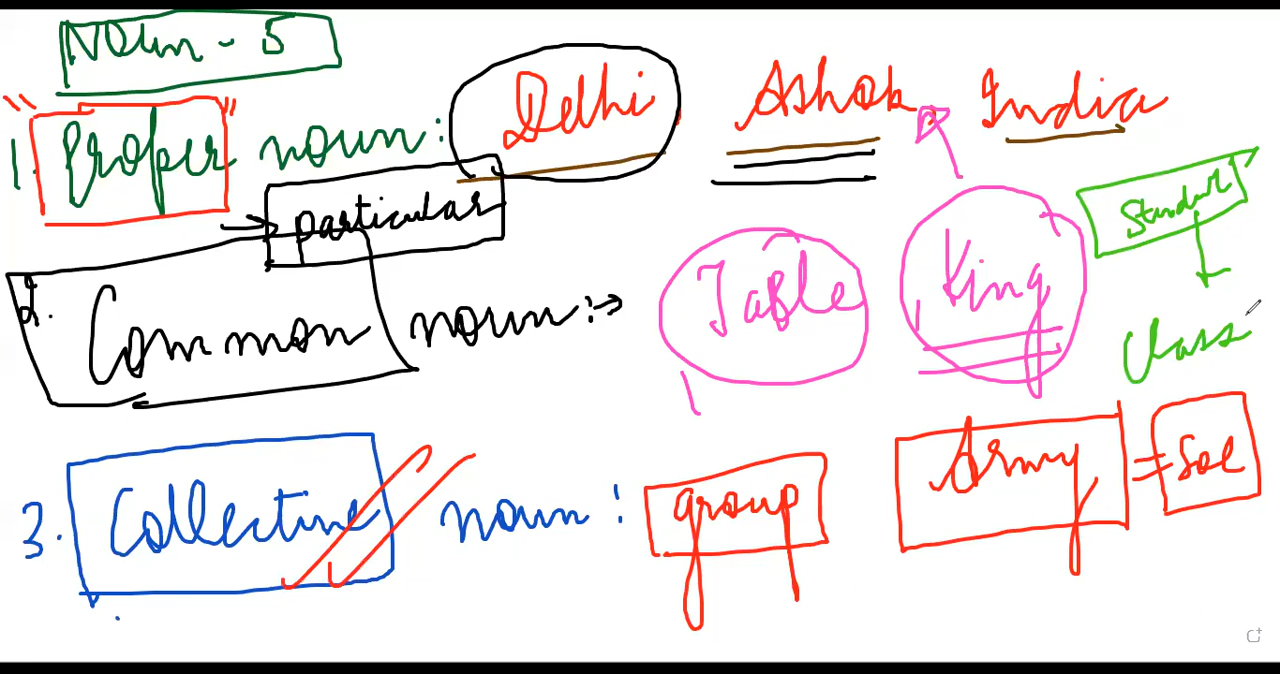 Noun - 5
1. Proper noun: Delhi Ashok India
→ particular
Student
2. Common noun :→ Table King
Class
3. Collective noun : group Army = Sol